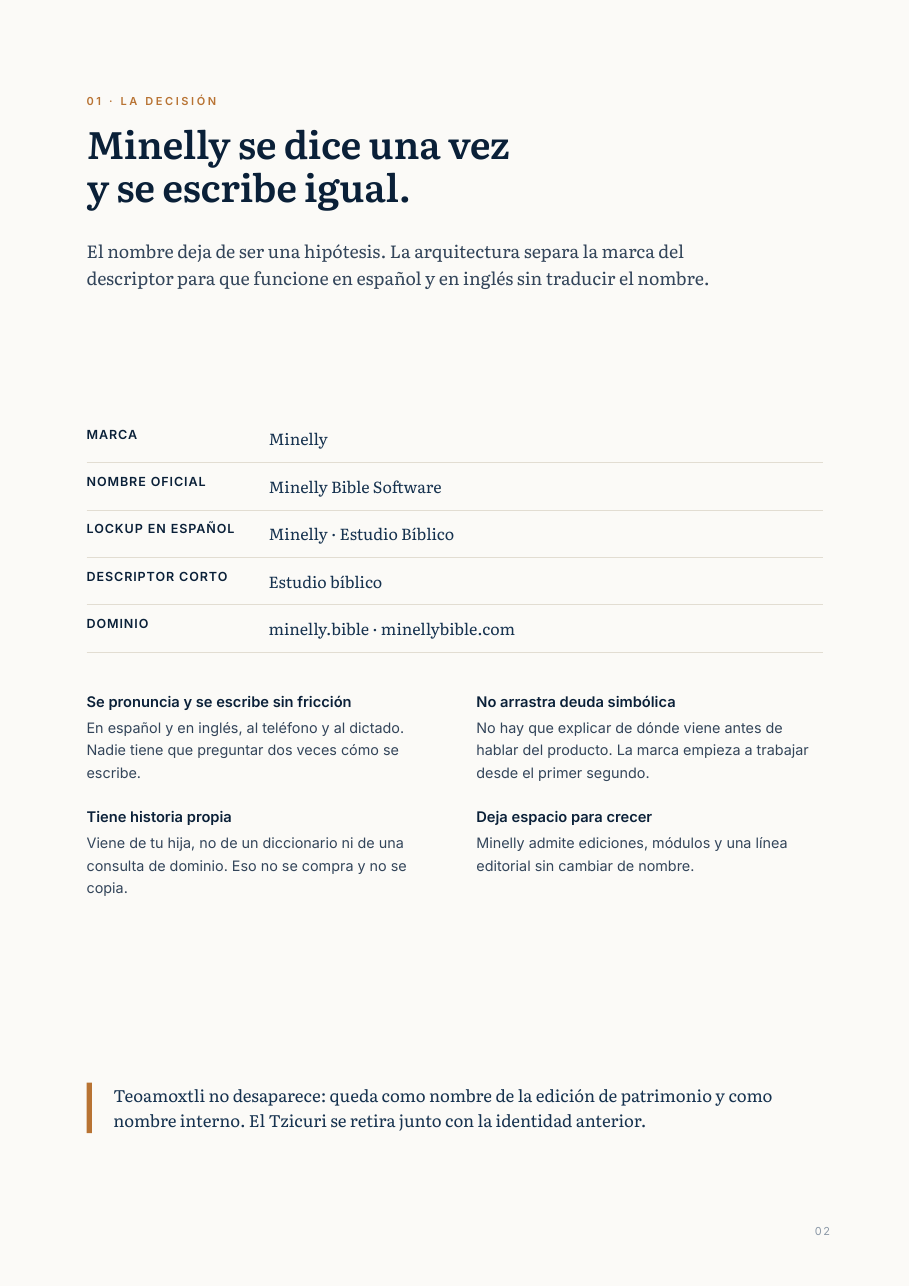 01 · LA DECISIÓN
Minelly se dice una vez
y se escribe igual.
El nombre deja de ser una hipótesis. La arquitectura separa la marca del
descriptor para que funcione en español y en inglés sin traducir el nombre.
MARCA Minelly
NOMBRE OFICIAL Minelly Bible Software
LOCKUP EN ESPAÑOL Minelly · Estudio Bíblico
DESCRIPTOR CORTO Estudio bíblico
DOMINIO minelly.bible · minellybible.com
Se pronuncia y se escribe sin fricción
En español y en inglés, al teléfono y al dictado.
Nadie tiene que preguntar dos veces cómo se
escribe.
No arrastra deuda simbólica
No hay que explicar de dónde viene antes de
hablar del producto. La marca empieza a trabajar
desde el primer segundo.
Tiene historia propia
Viene de tu hija, no de un diccionario ni de una
consulta de dominio. Eso no se compra y no se
copia.
Deja espacio para crecer
Minelly admite ediciones, módulos y una línea
editorial sin cambiar de nombre.
Teoamoxtli no desaparece: queda como nombre de la edición de patrimonio y como
nombre interno. El Tzicuri se retira junto con la identidad anterior.
02